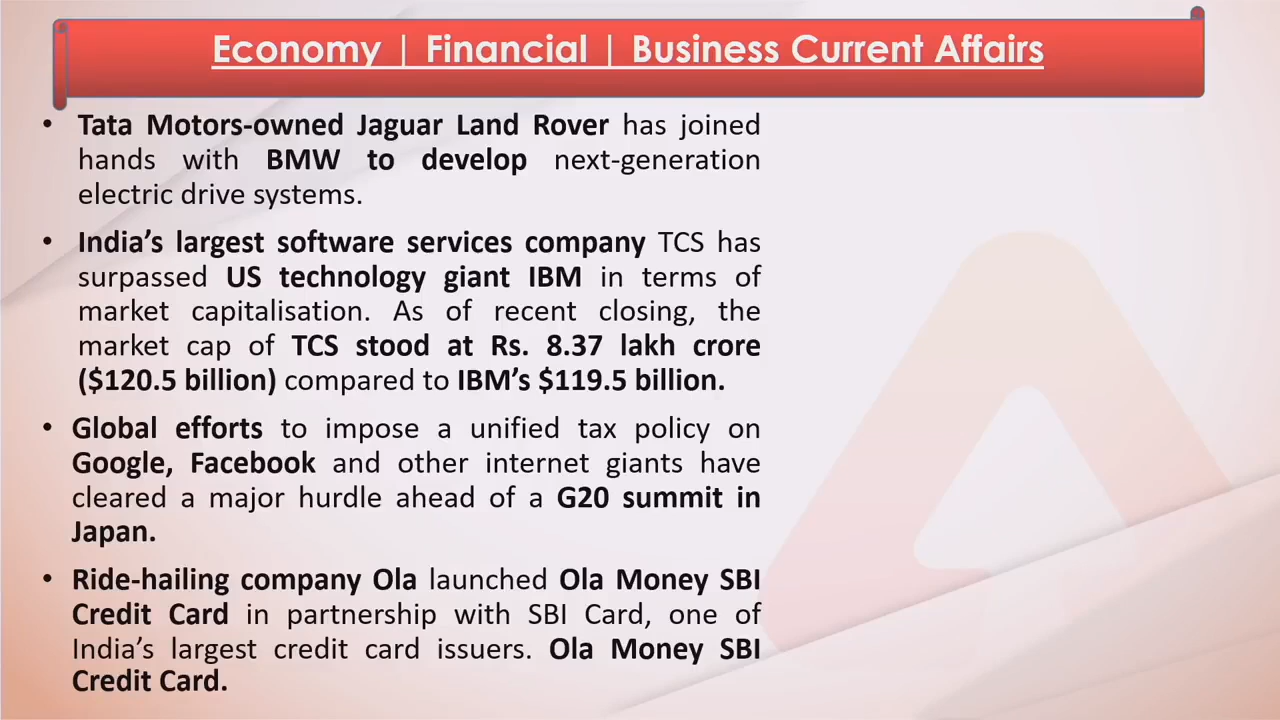 Economy | Financial | Business Current Affairs
• Tata Motors-owned Jaguar Land Rover has joined
hands with BMW to develop next-generation
electric drive systems.
• India’s largest software services company TCS has
surpassed US technology giant IBM in terms of
market capitalisation. As of recent closing, the
market cap of TCS stood at Rs. 8.37 lakh crore
($120.5 billion) compared to IBM’s $119.5 billion.
• Global efforts to impose a unified tax policy on
Google, Facebook and other internet giants have
cleared a major hurdle ahead of a G20 summit in
Japan.
• Ride-hailing company Ola launched Ola Money SBI
Credit Card in partnership with SBI Card, one of
India’s largest credit card issuers. Ola Money SBI
Credit Card.